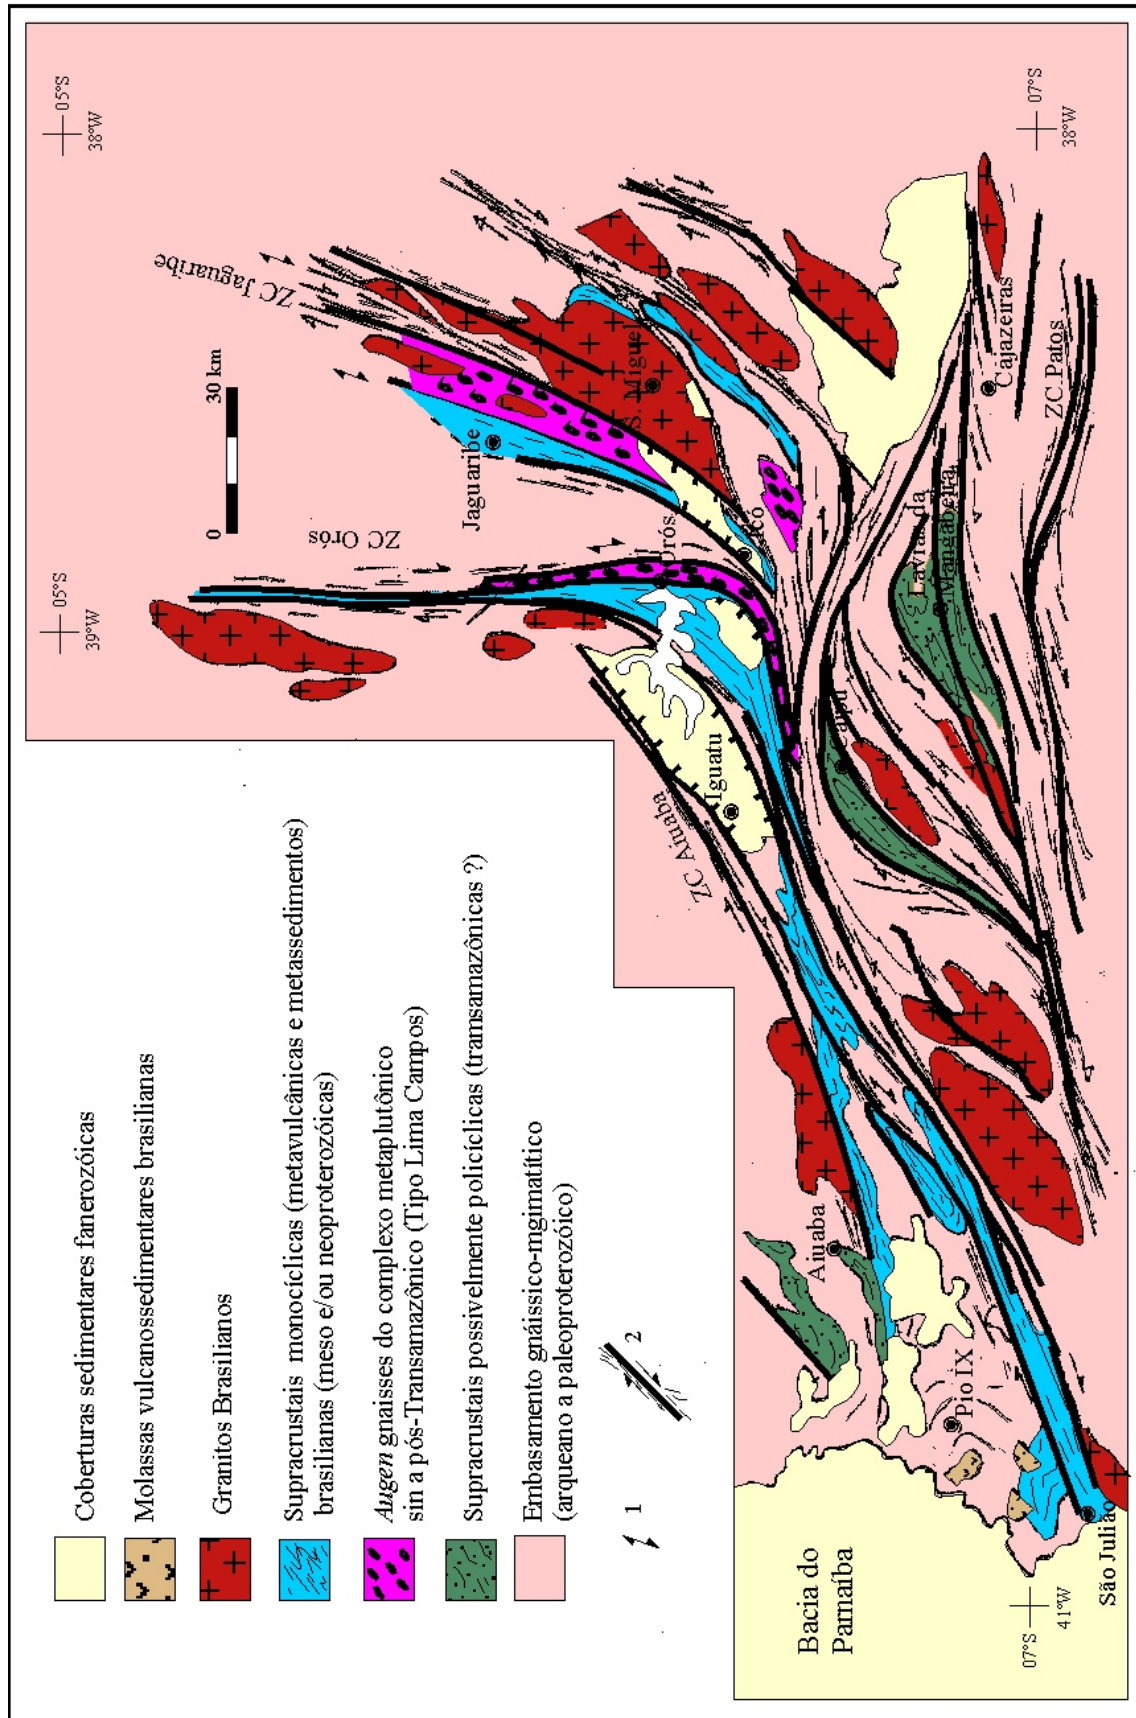 Coberturas sedimentares fanerozóicas
Molassas vulcanossedimentares brasilianas
Granitos Brasilianos
Supracrustais monocíclicas (metavulcânicas e metassedimentos
brasilianas (meso e/ou neoproterozóicas)
Augen gnaisses do complexo metaplutônico
sin a pós-Transamazônico (Tipo Lima Campos)
Supracrustais possivelmente policíclicas (transamazônicas ?)
Embasamento gnáissico-mgimatítico
(arqueano a paleoproterozóico)
1
2
05°S
39°W
05°S
38°W
0
30 km
ZC Orós
ZC Jaguaribe
Jaguaribe
S. Miguel
Orós
Icó
Iguatu
ZC Aiuaba
Lavras da
Mangabeira
Cajazeiras
ZC.Patos
07°S
38°W
Aiuaba
Pio IX
Bacia do
Parnaíba
São Julião
07°S
41°W